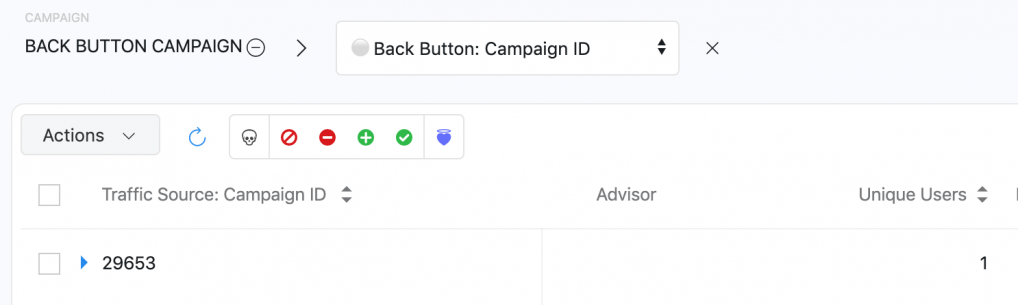 CAMPAIGN
BACK BUTTON CAMPAIGN
Back Button: Campaign ID
Actions
Traffic Source: Campaign ID Advisor Unique Users
29653 1